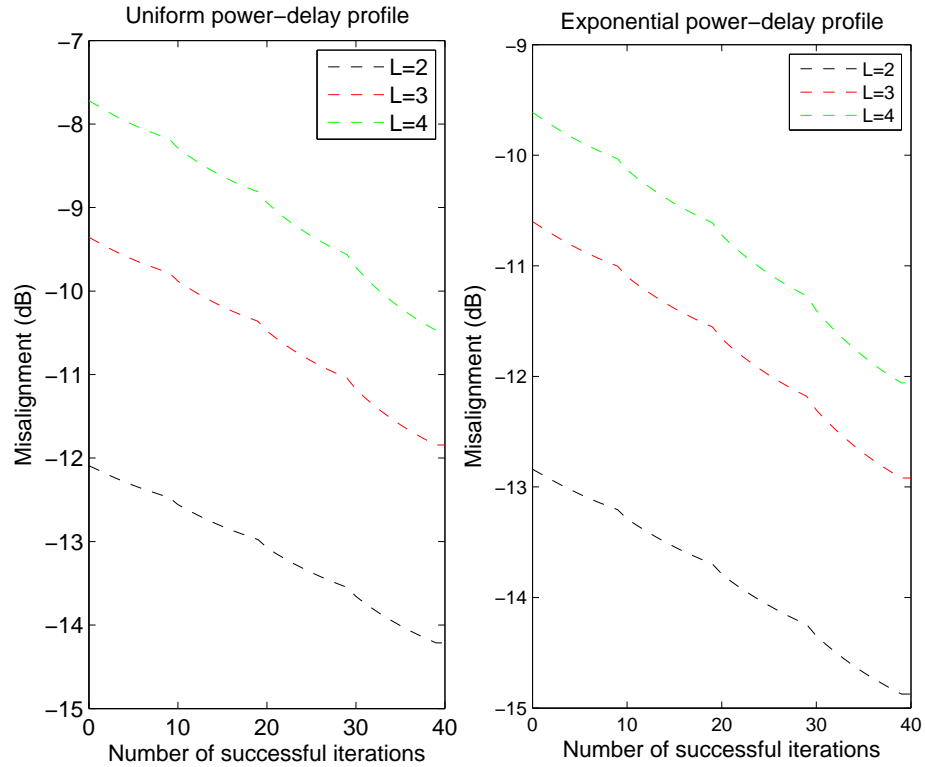 Uniform power−delay profile
−7
−8
−9
−10
−11
−12
−13
−14
−15
0 10 20 30 40
Misalignment (dB)
Number of successful iterations
L=2
L=3
L=4
Exponential power−delay profile
−9
−10
−11
−12
−13
−14
−15
0 10 20 30 40
Misalignment (dB)
Number of successful iterations
L=2
L=3
L=4